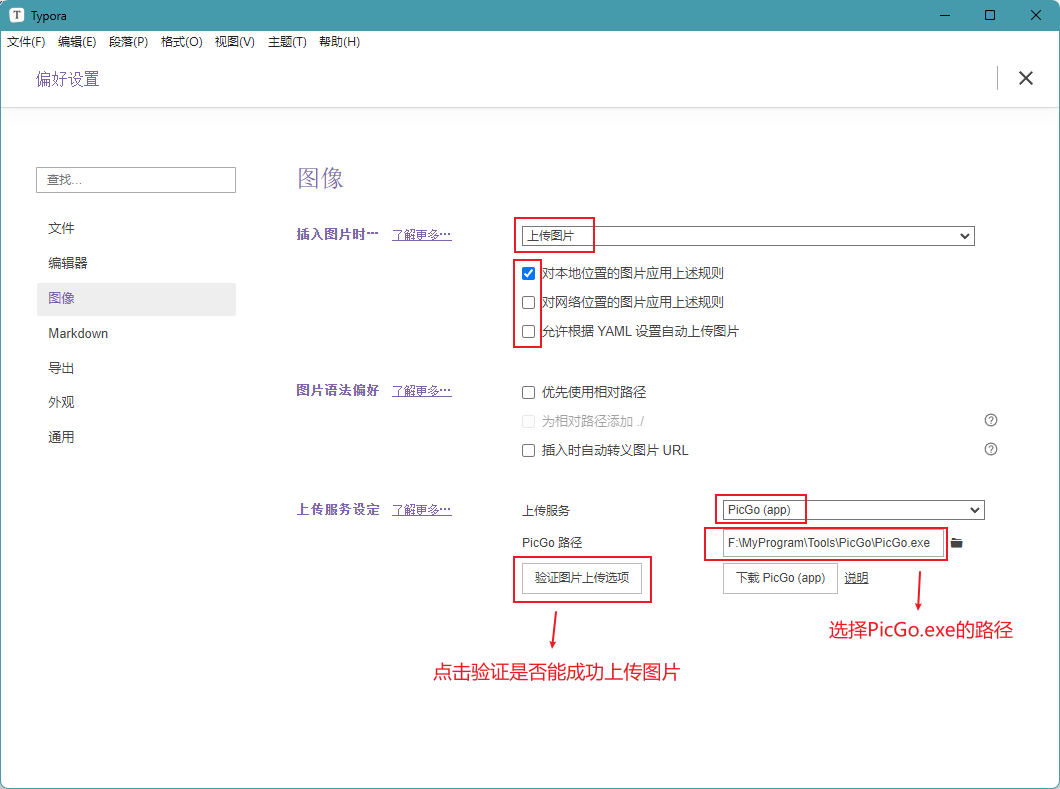 Typora
文件(F) 编辑(E) 段落(P) 格式(O) 视图(V) 主题(T) 帮助(H)
偏好设置
查找...
文件
编辑器
图像
Markdown
导出
外观
通用
图像
插入图片时… 了解更多… 上传图片
对本地位置的图片应用上述规则
对网络位置的图片应用上述规则
允许根据 YAML 设置自动上传图片
图片语法偏好 了解更多… 优先使用相对路径
为相对路径添加 ./
插入时自动转义图片 URL
上传服务设定 了解更多… 上传服务 PicGo (app)
PicGo 路径 F:\MyProgram\Tools\PicGo\PicGo.exe
验证图片上传选项 下载 PicGo (app) 说明
选择PicGo.exe的路径
点击验证是否能成功上传图片